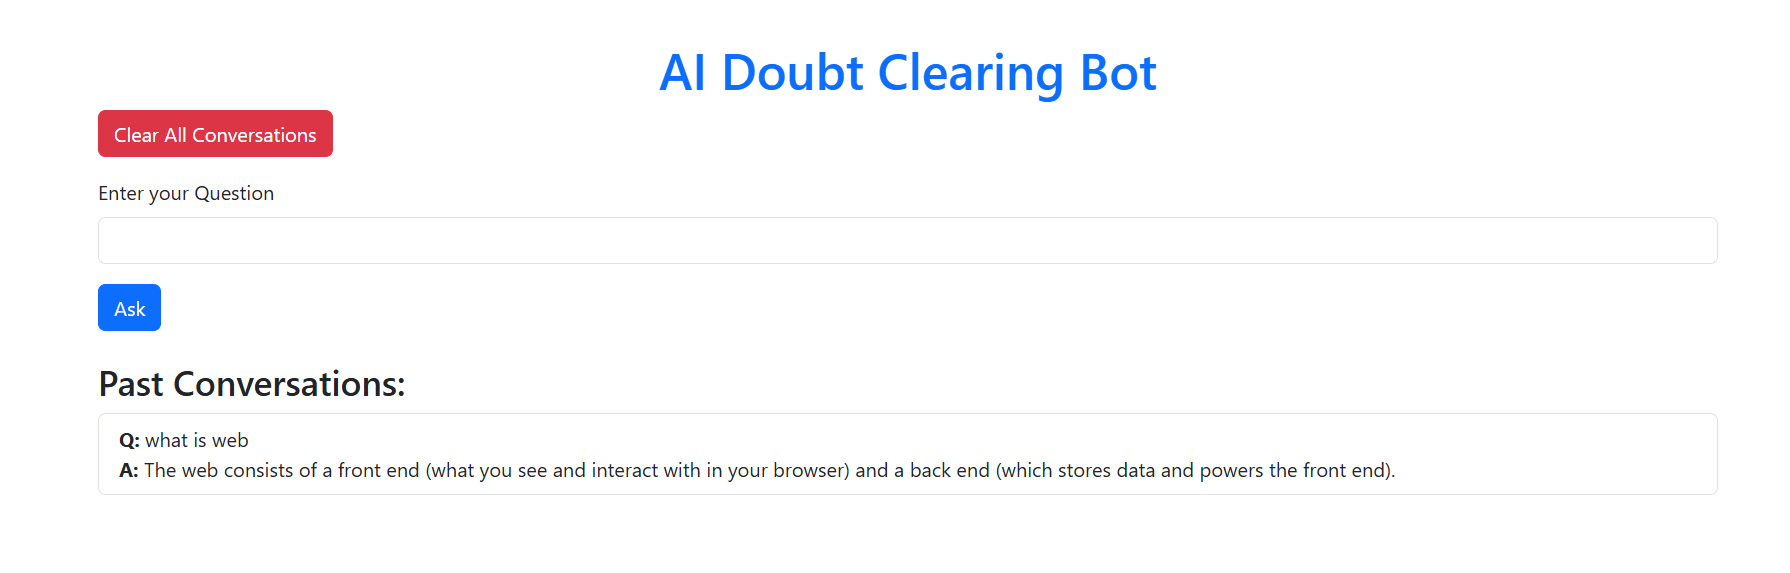 AI Doubt Clearing Bot
Clear All Conversations
Enter your Question
Ask
Past Conversations:
Q: what is web
A: The web consists of a front end (what you see and interact with in your browser) and a back end (which stores data and powers the front end).